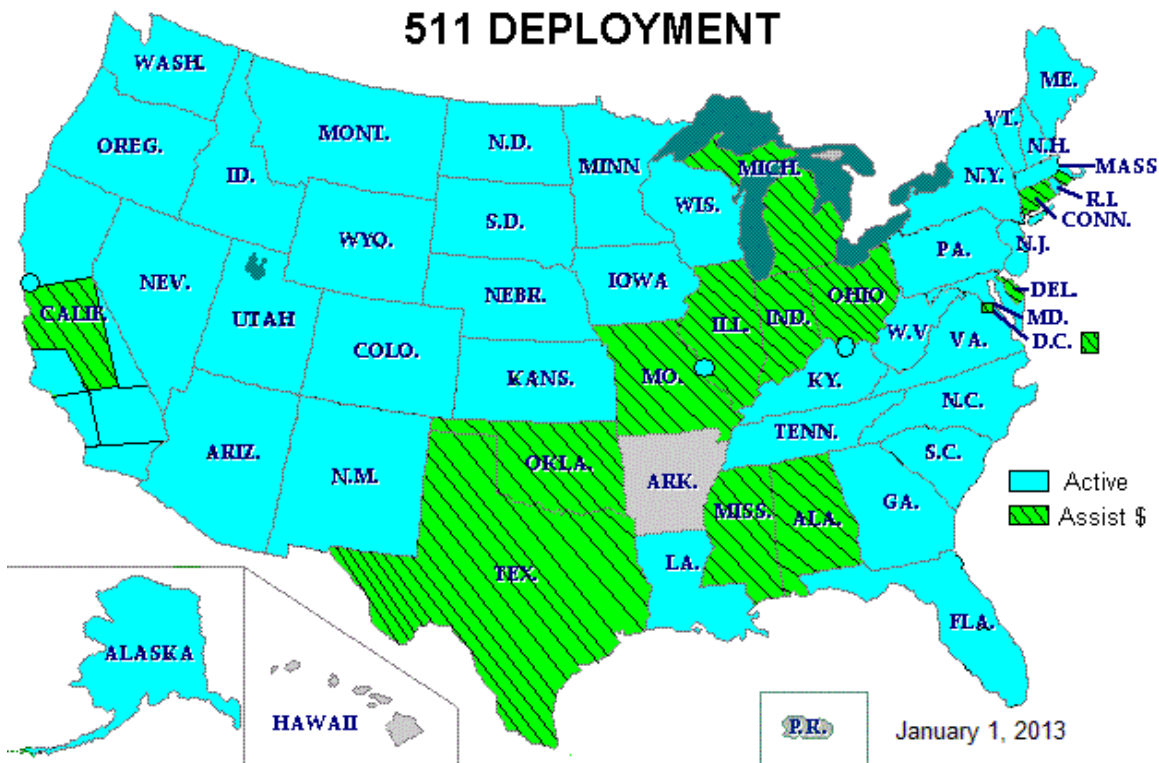 511 DEPLOYMENT
WASH.
ME.
MONT.
N.D.
VT.
OREG.
MINN
N.H.
ID.
MICH.
MASS
N.Y.
WIS.
R.I.
S.D.
CONN.
WYO.
PA.
N.J.
IOWA
NEV.
NEBR.
OHIO
DEL.
CALIF.
UTAH
ILL.
IND.
MD.
W.V
VA.
D.C.
COLO.
MO.
KANS.
KY.
N.C.
TENN.
ARIZ.
S.C.
OKLA.
N.M.
ARK.
Active
MISS.
ALA.
GA.
Assist $
LA.
TEX.
FLA.
ALASKA
HAWAII
P.R.
January 1, 2013